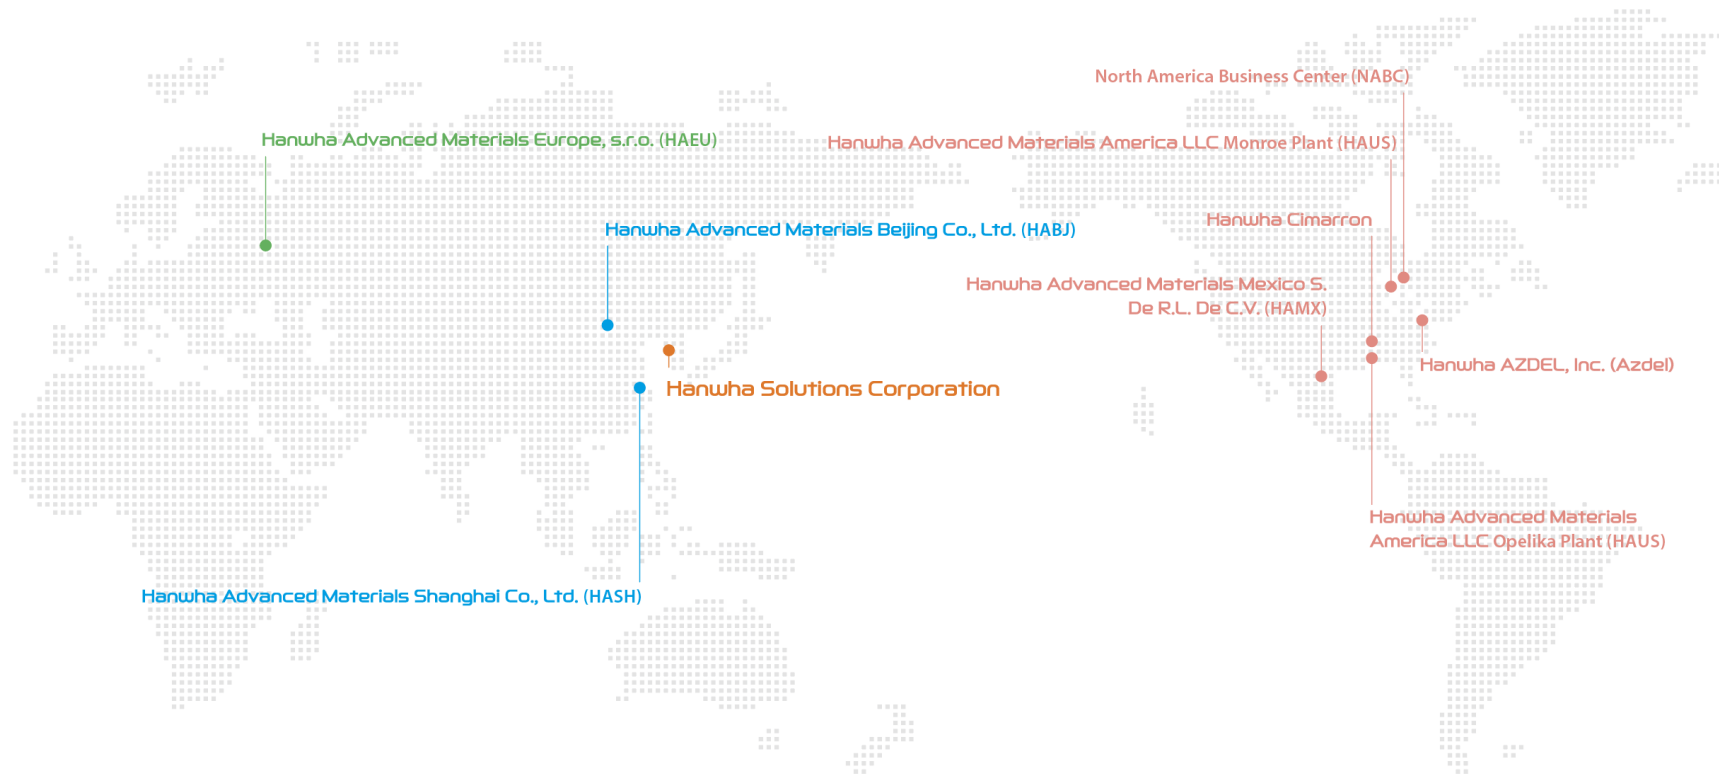 North America Business Center (NABC)
Hanwha Advanced Materials Europe, s.r.o. (HAEU)
Hanwha Advanced Materials America LLC Monroe Plant (HAUS)
Hanwha Cimarron
Hanwha Advanced Materials Beijing Co., Ltd. (HABJ)
Hanwha Advanced Materials Mexico S.
De R.L. De C.V. (HAMX)
Hanwha AZDEL, Inc. (Azdel)
Hanwha Solutions Corporation
Hanwha Advanced Materials
America LLC Opelika Plant (HAUS)
Hanwha Advanced Materials Shanghai Co., Ltd. (HASH)